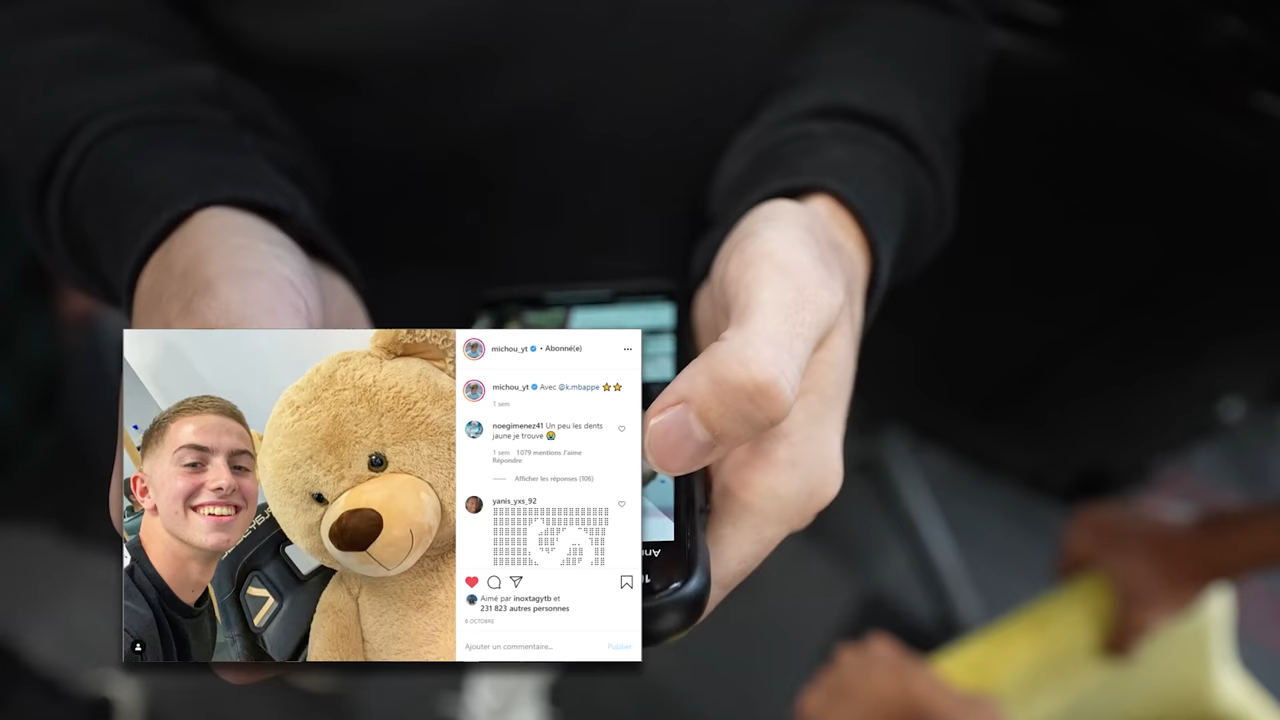 michou_yt • Abonné(e)
michou_yt Avec @k.mbappe ⭐⭐
1 sem
noegimenez41 Un peu les dents
jaune je trouve 😭
1 sem 1079 mentions J'aime
Répondre
Afficher les réponses (106)
yanis_yxs_92
Aimé par inoxtagytb et
231 823 autres personnes
6 OCTOBRE
Ajouter un commentaire...
Publier